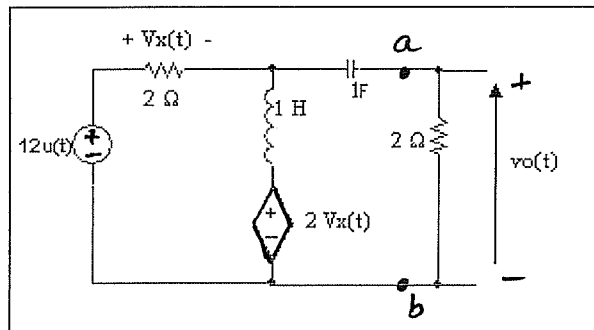 + Vx(t) -
a
2 Ω
1F
+
1 H
+
-
12u(t)
2 Ω
vo(t)
+
-
2 Vx(t)
-
b